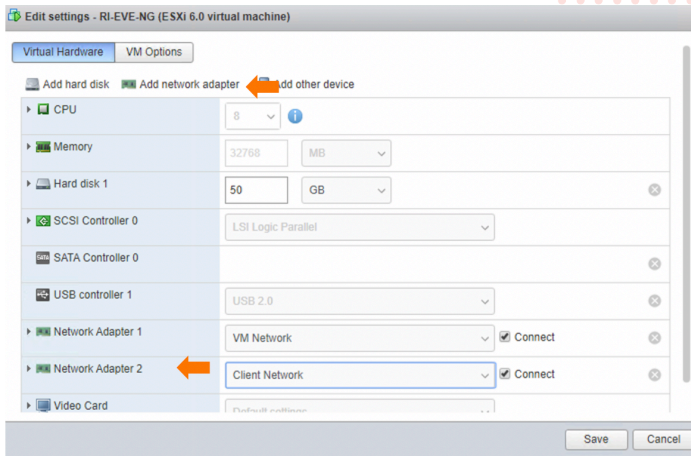 Edit settings - RI-EVE-NG (ESXi 6.0 virtual machine)
Virtual Hardware VM Options
Add hard disk Add network adapter Add other device
CPU 8
Memory 32768 MB
Hard disk 1 50 GB
SCSI Controller 0 LSI Logic Parallel
SATA SATA Controller 0
USB controller 1 USB 2.0
Network Adapter 1 VM Network Connect
Network Adapter 2 Client Network Connect
Video Card Default settings
Save Cancel